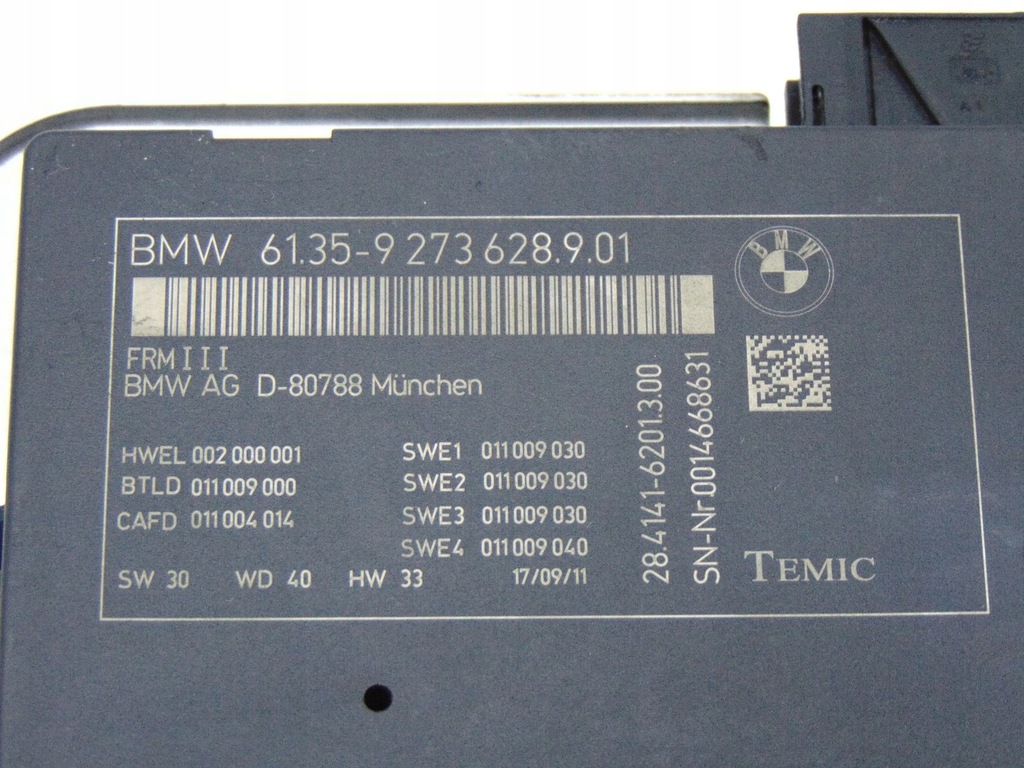 BMW 61.35-9 273 628.9.01
BMW
FRM III
BMW AG D-80788 München
HWEL 002 000 001
BTLD 011 009 000
CAFD 011 004 014
SWE1 011 009 030
SWE2 011 009 030
SWE3 011 009 030
SWE4 011 009 040
SW 30 WD 40 HW 33 17/09/11
28.4141-6201.3.00
SN-Nr.0014668631
TEMIC